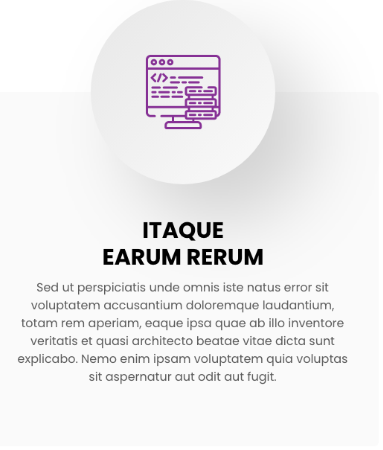 ITAQUE
EARUM RERUM
Sed ut perspiciatis unde omnis iste natus error sit
voluptatem accusantium doloremque laudantium,
totam rem aperiam, eaque ipsa quae ab illo inventore
veritatis et quasi architecto beatae vitae dicta sunt
explicabo. Nemo enim ipsam voluptatem quia voluptas
sit aspernatur aut odit aut fugit.